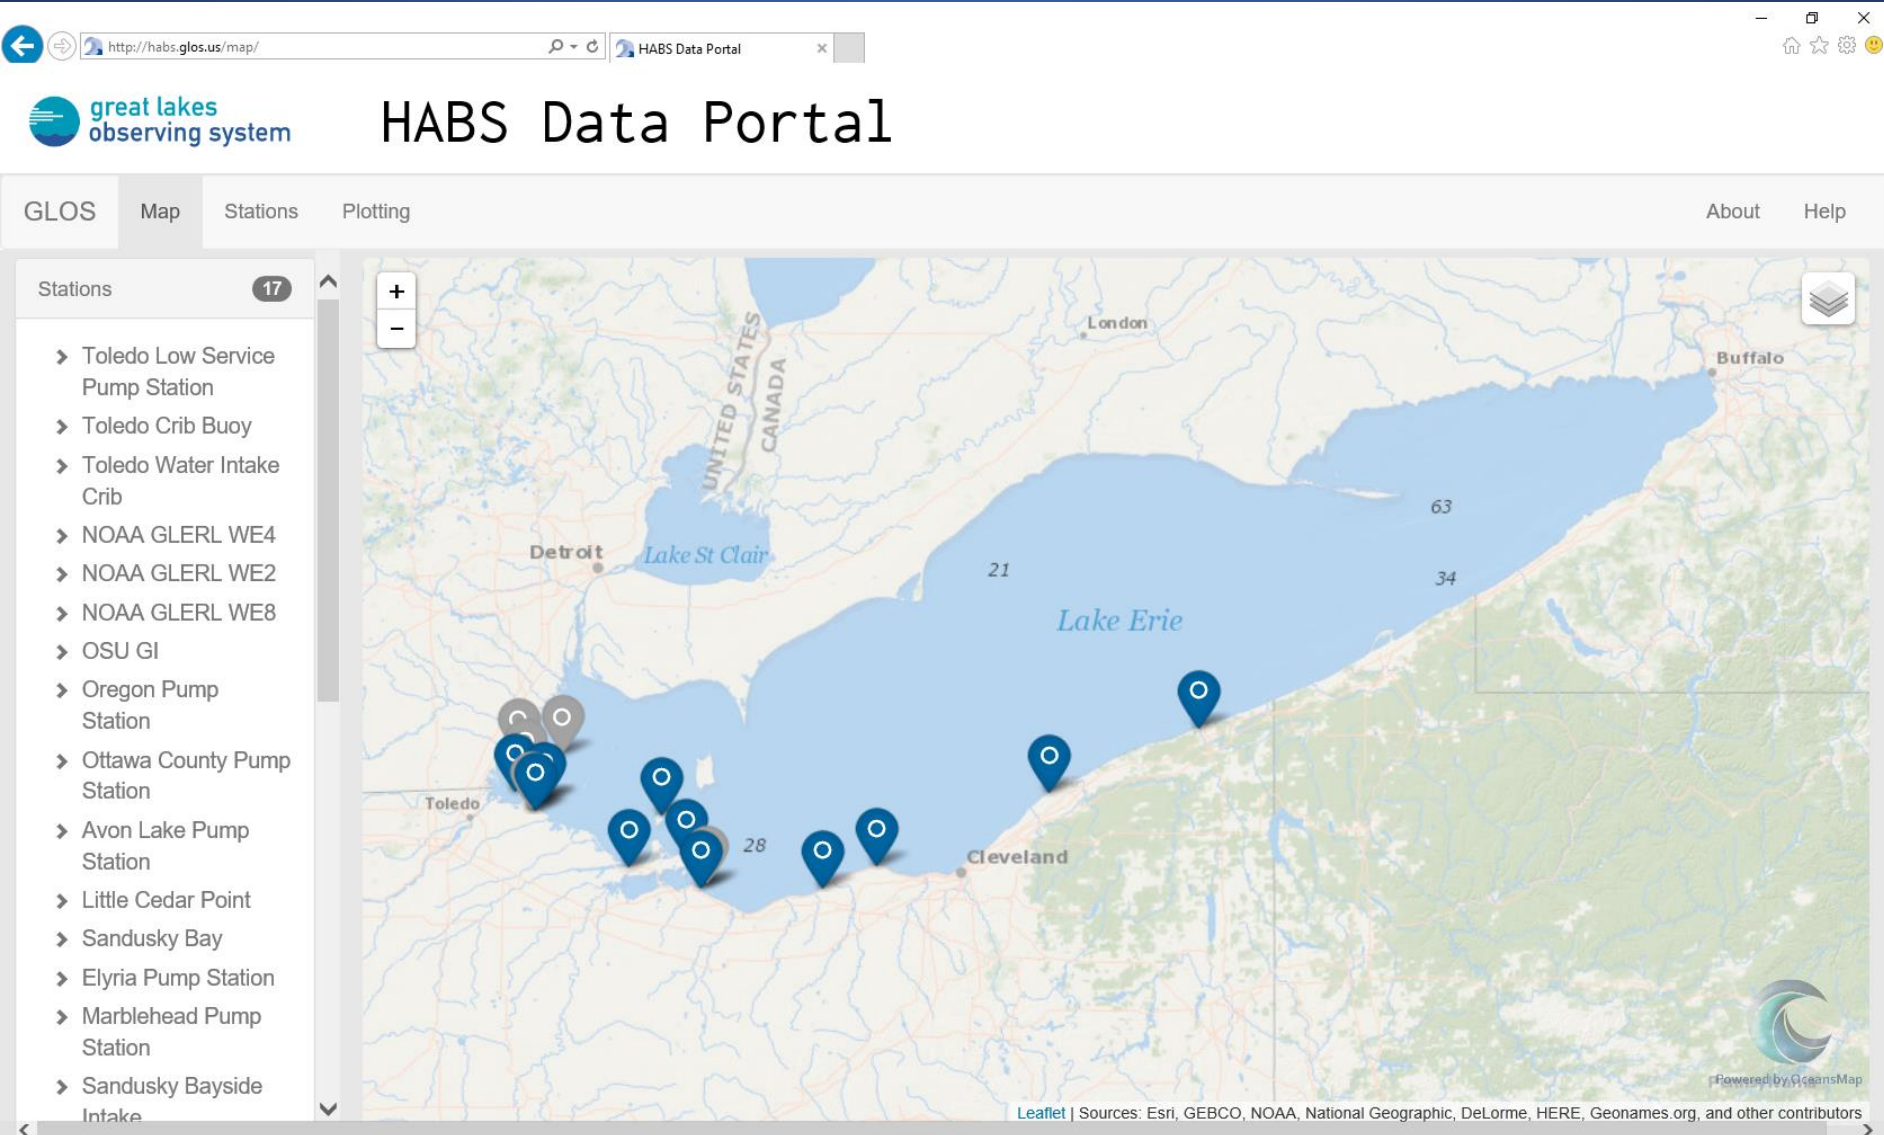 http://habs.glos.us/map/
HABS Data Portal
great lakes
observing system
HABS Data Portal
GLOS
Map
Stations
Plotting
About
Help
Stations
17
Toledo Low Service
Pump Station
Toledo Crib Buoy
Toledo Water Intake
Crib
NOAA GLERL WE4
NOAA GLERL WE2
NOAA GLERL WE8
OSU GI
Oregon Pump
Station
Ottawa County Pump
Station
Avon Lake Pump
Station
Little Cedar Point
Sandusky Bay
Elyria Pump Station
Marblehead Pump
Station
Sandusky Bayside
Intake
+
−
UNITED STATES
CANADA
London
Buffalo
63
Detroit
Lake St Clair
21
34
Lake Erie
Toledo
28
Cleveland
Powered by OceansMap
Leaflet | Sources: Esri, GEBCO, NOAA, National Geographic, DeLorme, HERE, Geonames.org, and other contributors